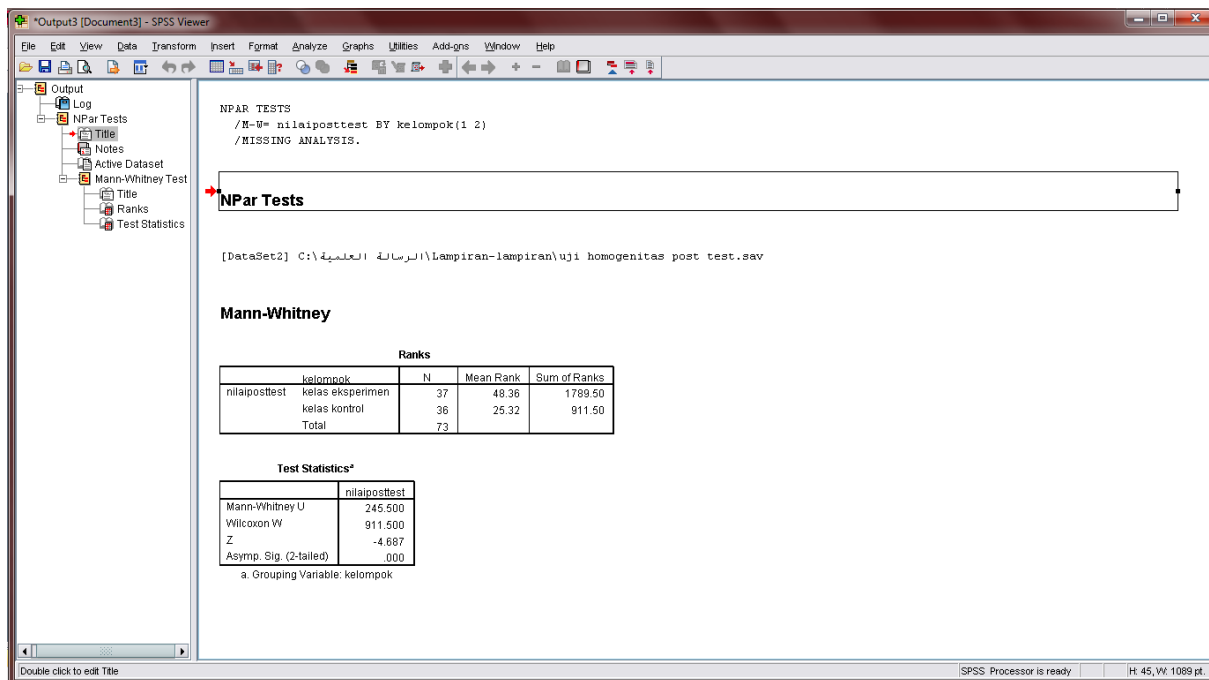 *Output3 [Document3] - SPSS Viewer
File Edit View Data Transform Insert Format Analyze Graphs Utilities Add-ons Window Help
Output
Log
NPar Tests
Title
Notes
Active Dataset
Mann-Whitney Test
Title
Ranks
Test Statistics
NPAR TESTS
/M-W= nilaiposttest BY kelompok(1 2)
/MISSING ANALYSIS.
NPar Tests
[DataSet2] C:\الرسالة العلمية\Lampiran-lampiran\uji homogenitas post test.sav
Mann-Whitney
Ranks
kelompok N Mean Rank Sum of Ranks
nilaiposttest kelas eksperimen 37 48.36 1789.50
kelas kontrol 36 25.32 911.50
Total 73
Test Statisticsª
nilaiposttest
Mann-Whitney U 245.500
Wilcoxon W 911.500
Z -4.687
Asymp. Sig. (2-tailed) .000
a. Grouping Variable: kelompok
Double click to edit Title SPSS Processor is ready H: 45, W: 1089 pt.